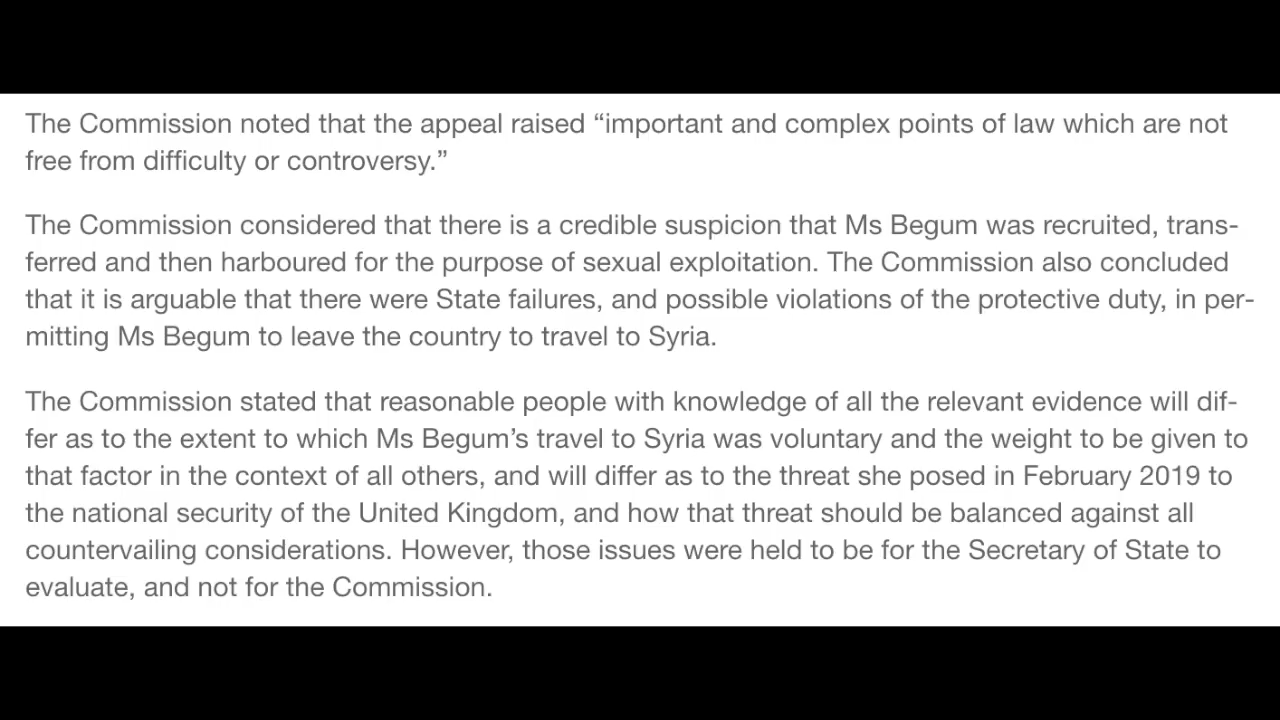 The Commission noted that the appeal raised “important and complex points of law which are not
free from difficulty or controversy.”
The Commission considered that there is a credible suspicion that Ms Begum was recruited, trans-
ferred and then harboured for the purpose of sexual exploitation. The Commission also concluded
that it is arguable that there were State failures, and possible violations of the protective duty, in per-
mitting Ms Begum to leave the country to travel to Syria.
The Commission stated that reasonable people with knowledge of all the relevant evidence will dif-
fer as to the extent to which Ms Begum’s travel to Syria was voluntary and the weight to be given to
that factor in the context of all others, and will differ as to the threat she posed in February 2019 to
the national security of the United Kingdom, and how that threat should be balanced against all
countervailing considerations. However, those issues were held to be for the Secretary of State to
evaluate, and not for the Commission.